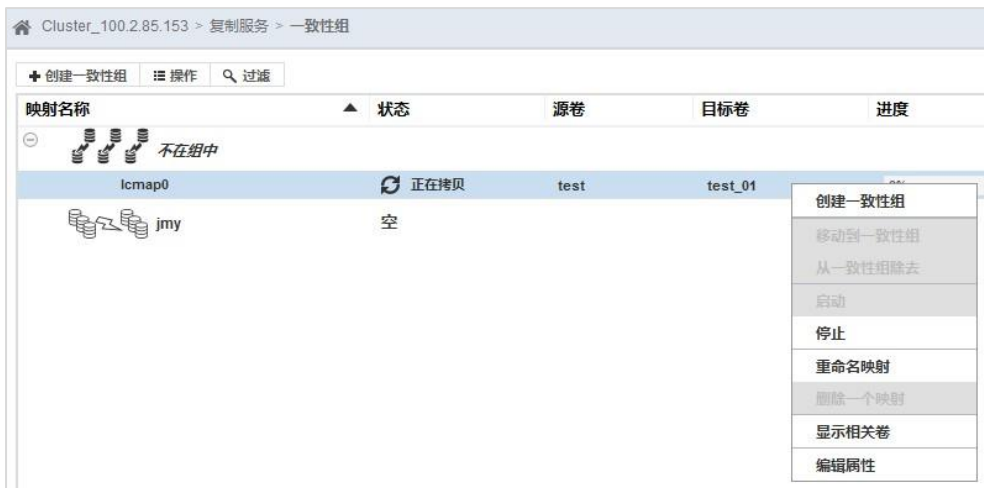 Cluster_100.2.85.153 > 复制服务 > 一致性组
创建一致性组 操作 过滤
映射名称 状态 源卷 目标卷 进度
不在组中
lcmap0 正在拷贝 test test_01
jmy 空
创建一致性组
移动到一致性组
从一致性组除去
启动
停止
重命名映射
删除一个映射
显示相关卷
编辑属性